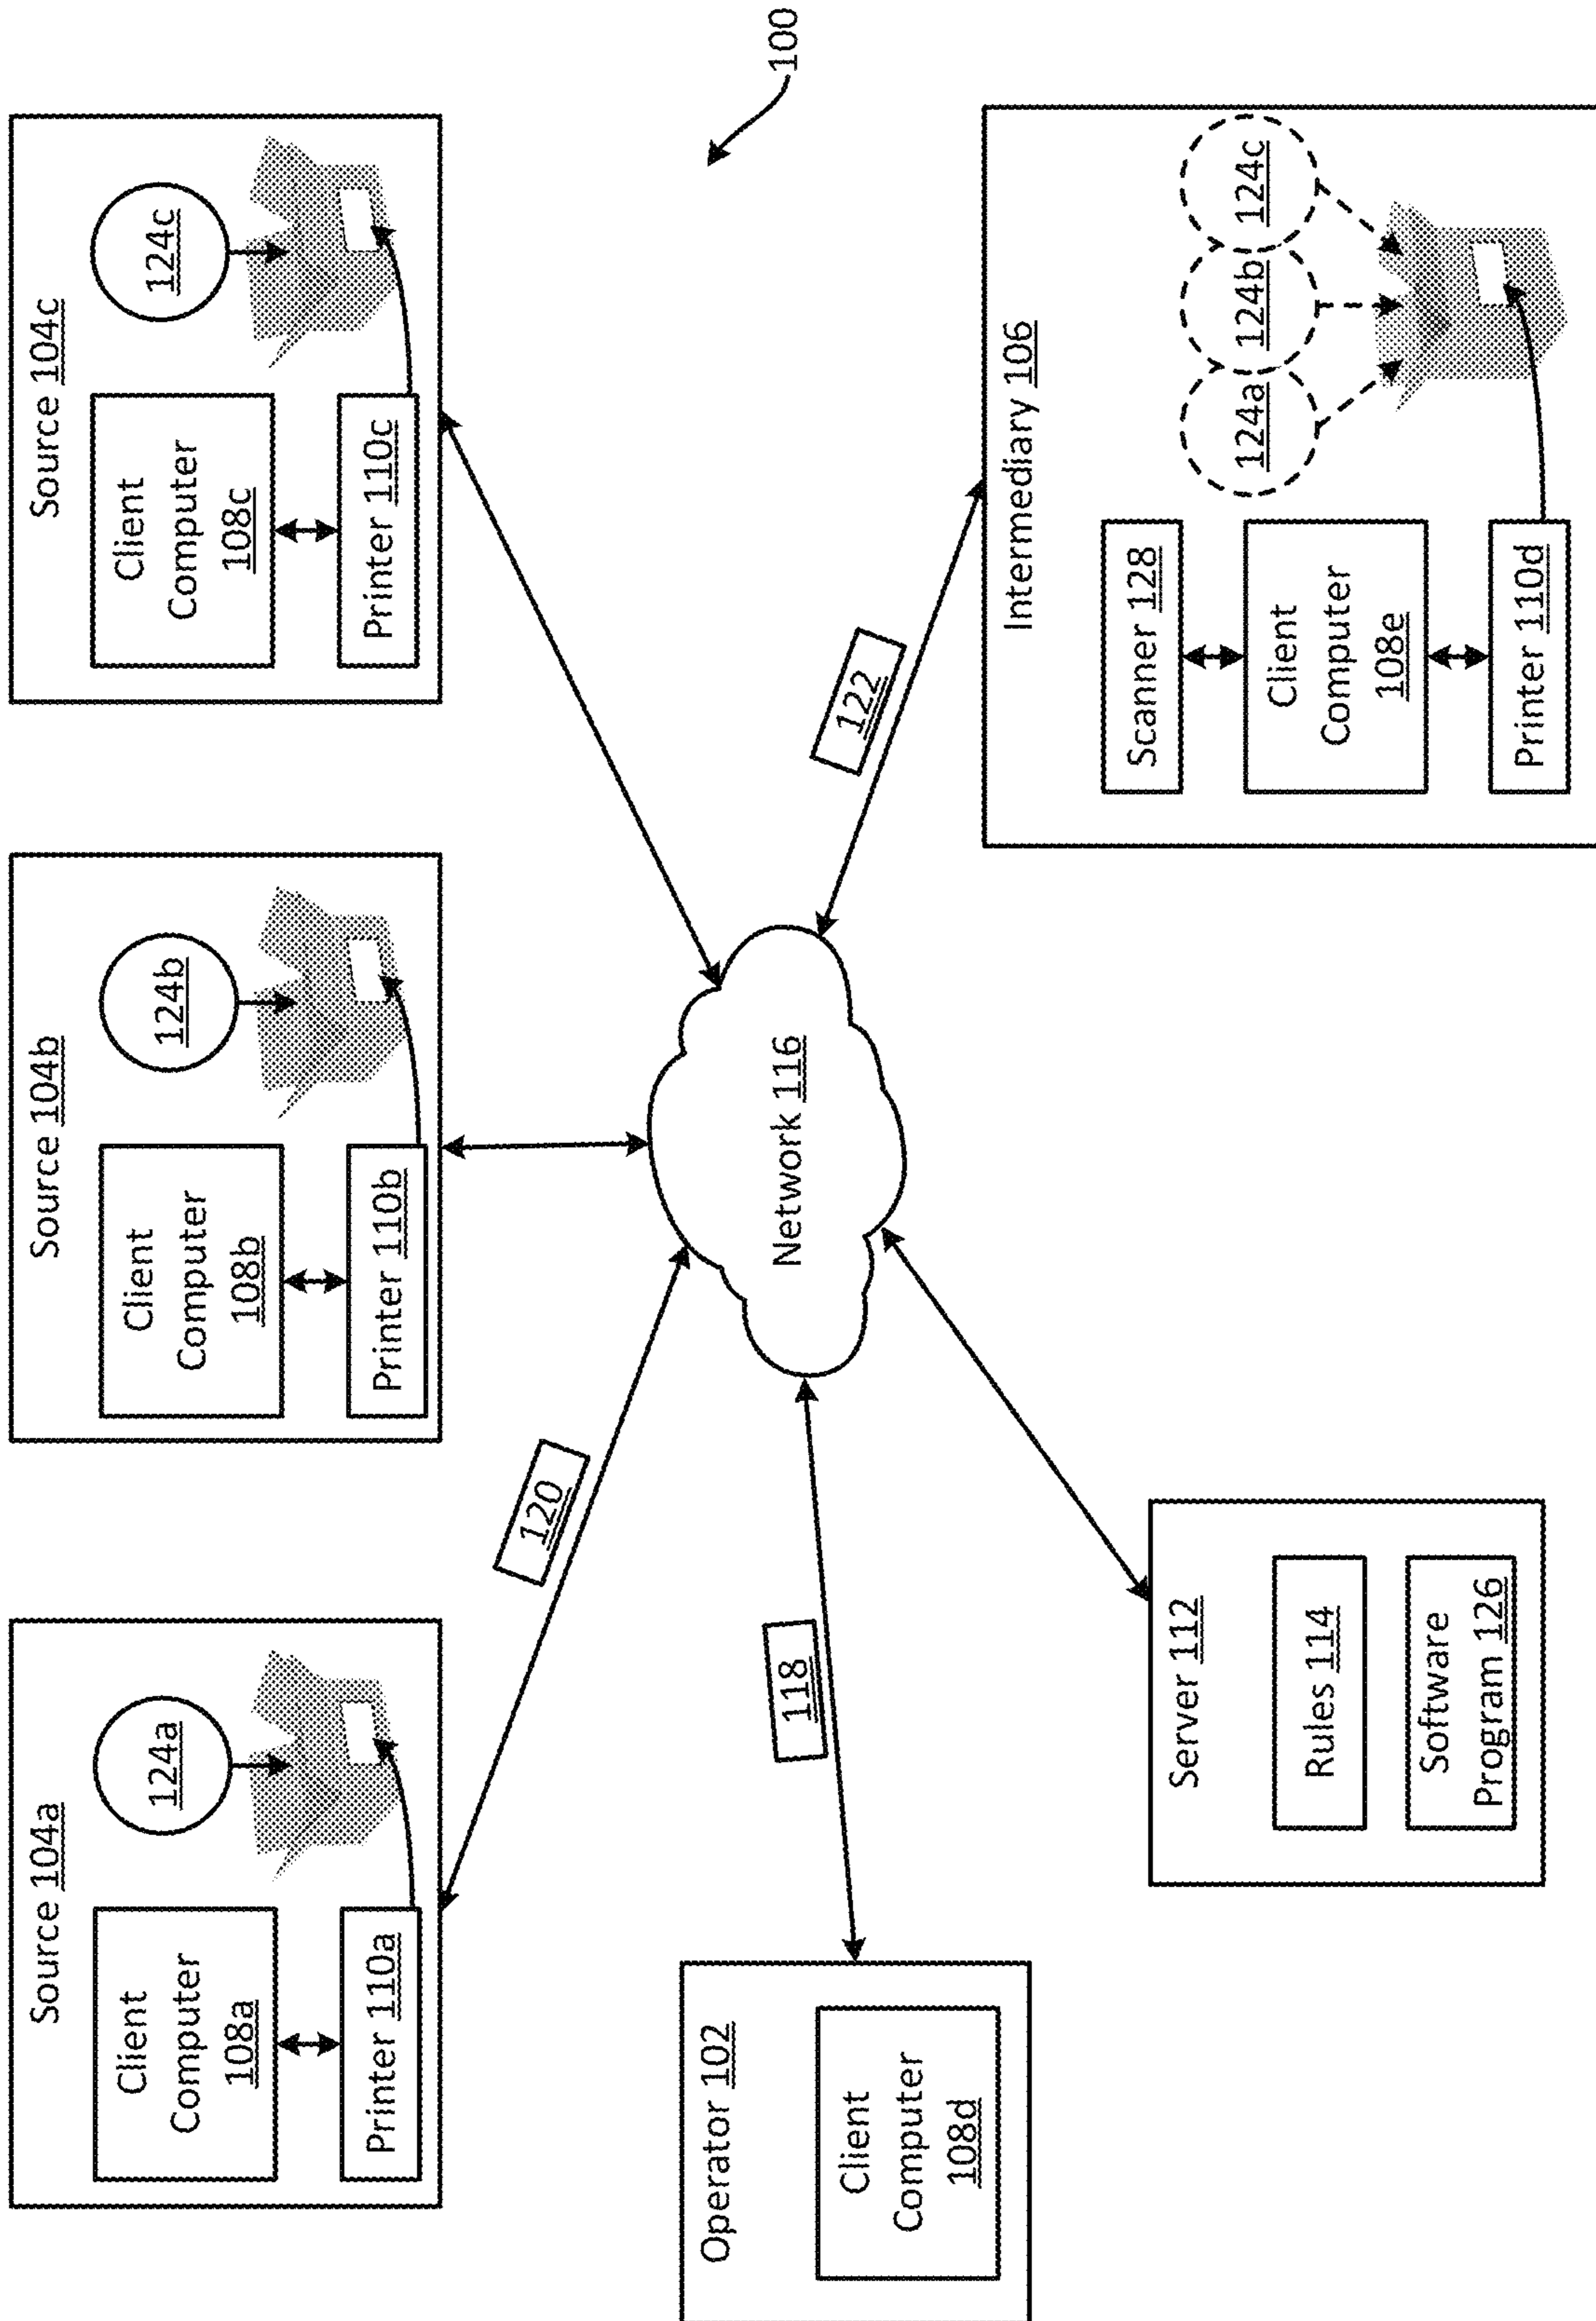 Source 104a
Client
Computer
108a
Printer 110a
124a
Source 104b
Client
Computer
108b
Printer 110b
124b
Source 104c
Client
Computer
108c
Printer 110c
124c
120
118
122
Network 116
100
Operator 102
Client
Computer
108d
Server 112
Rules 114
Software
Program 126
Intermediary 106
Scanner 128
Client
Computer
108e
Printer 110d
124a
124b
124c